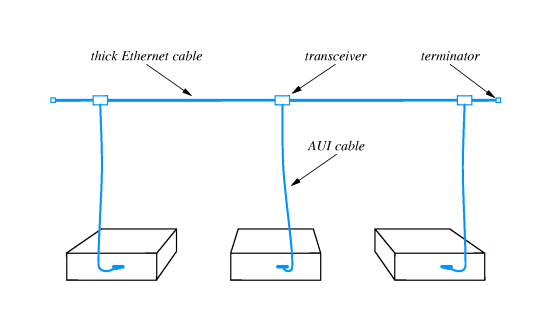 thick Ethernet cable
transceiver
terminator
AUI cable